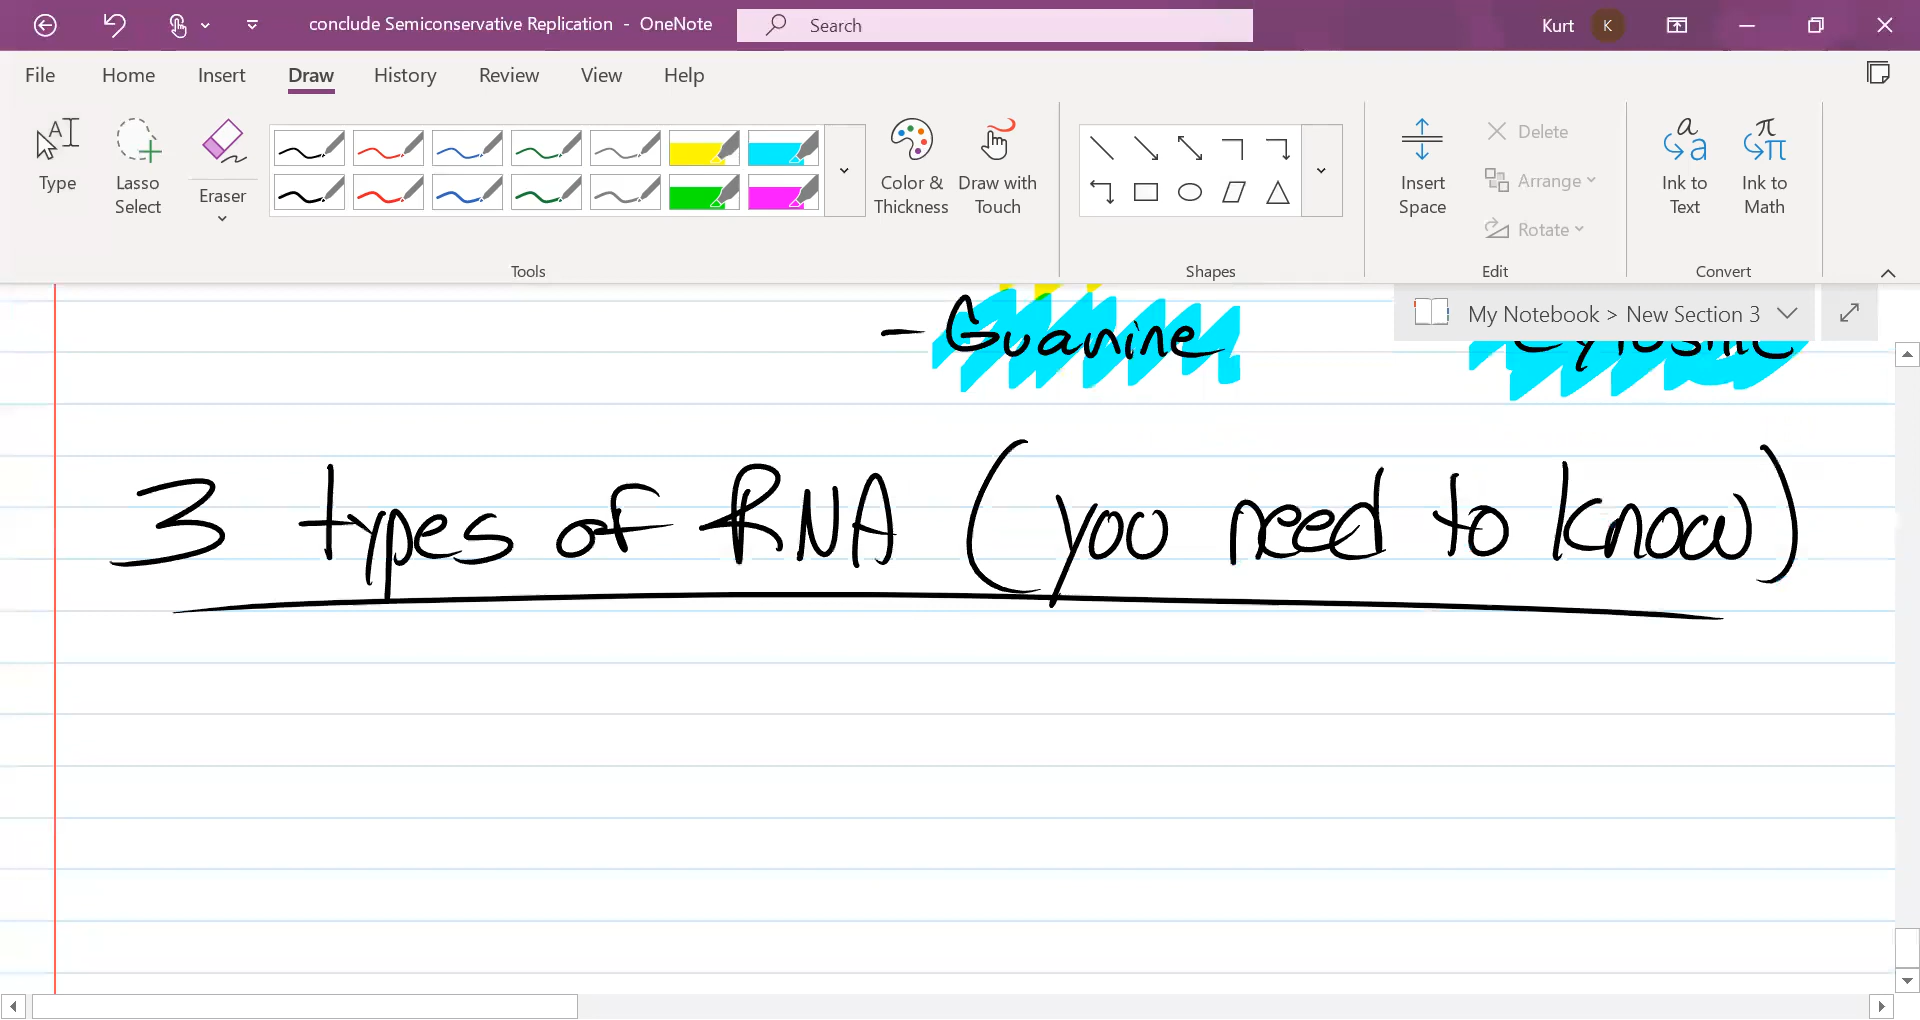 conclude Semiconservative Replication - OneNote
Search
Kurt K
File Home Insert Draw History Review View Help
Type
Lasso Select
Eraser
Color & Thickness
Draw with Touch
Insert Space
Delete
Arrange
Rotate
a a Ink to Text
π π Ink to Math
Tools Shapes Edit Convert
My Notebook > New Section 3
- Guanine
3 types of RNA (you need to know)